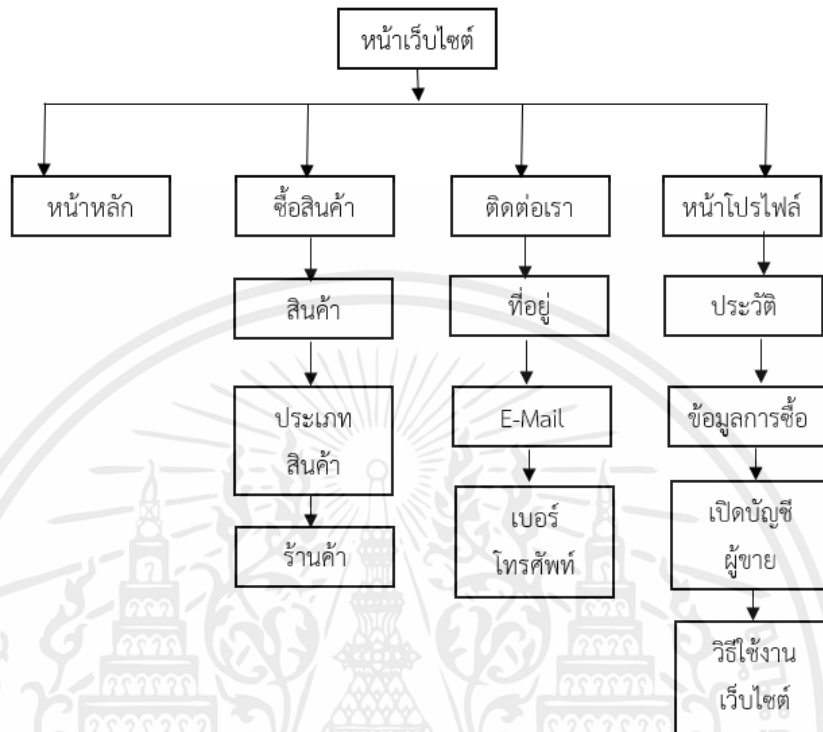 หน้าเว็บไซต์
หน้าหลัก
ซื้อสินค้า
ติดต่อเรา
หน้าโปรไฟล์
สินค้า
ที่อยู่
ประวัติ
ประเภท
สินค้า
E-Mail
ข้อมูลการซื้อ
ร้านค้า
เบอร์
โทรศัพท์
เปิดบัญชี
ผู้ขาย
วิธีใช้งาน
เว็บไซต์